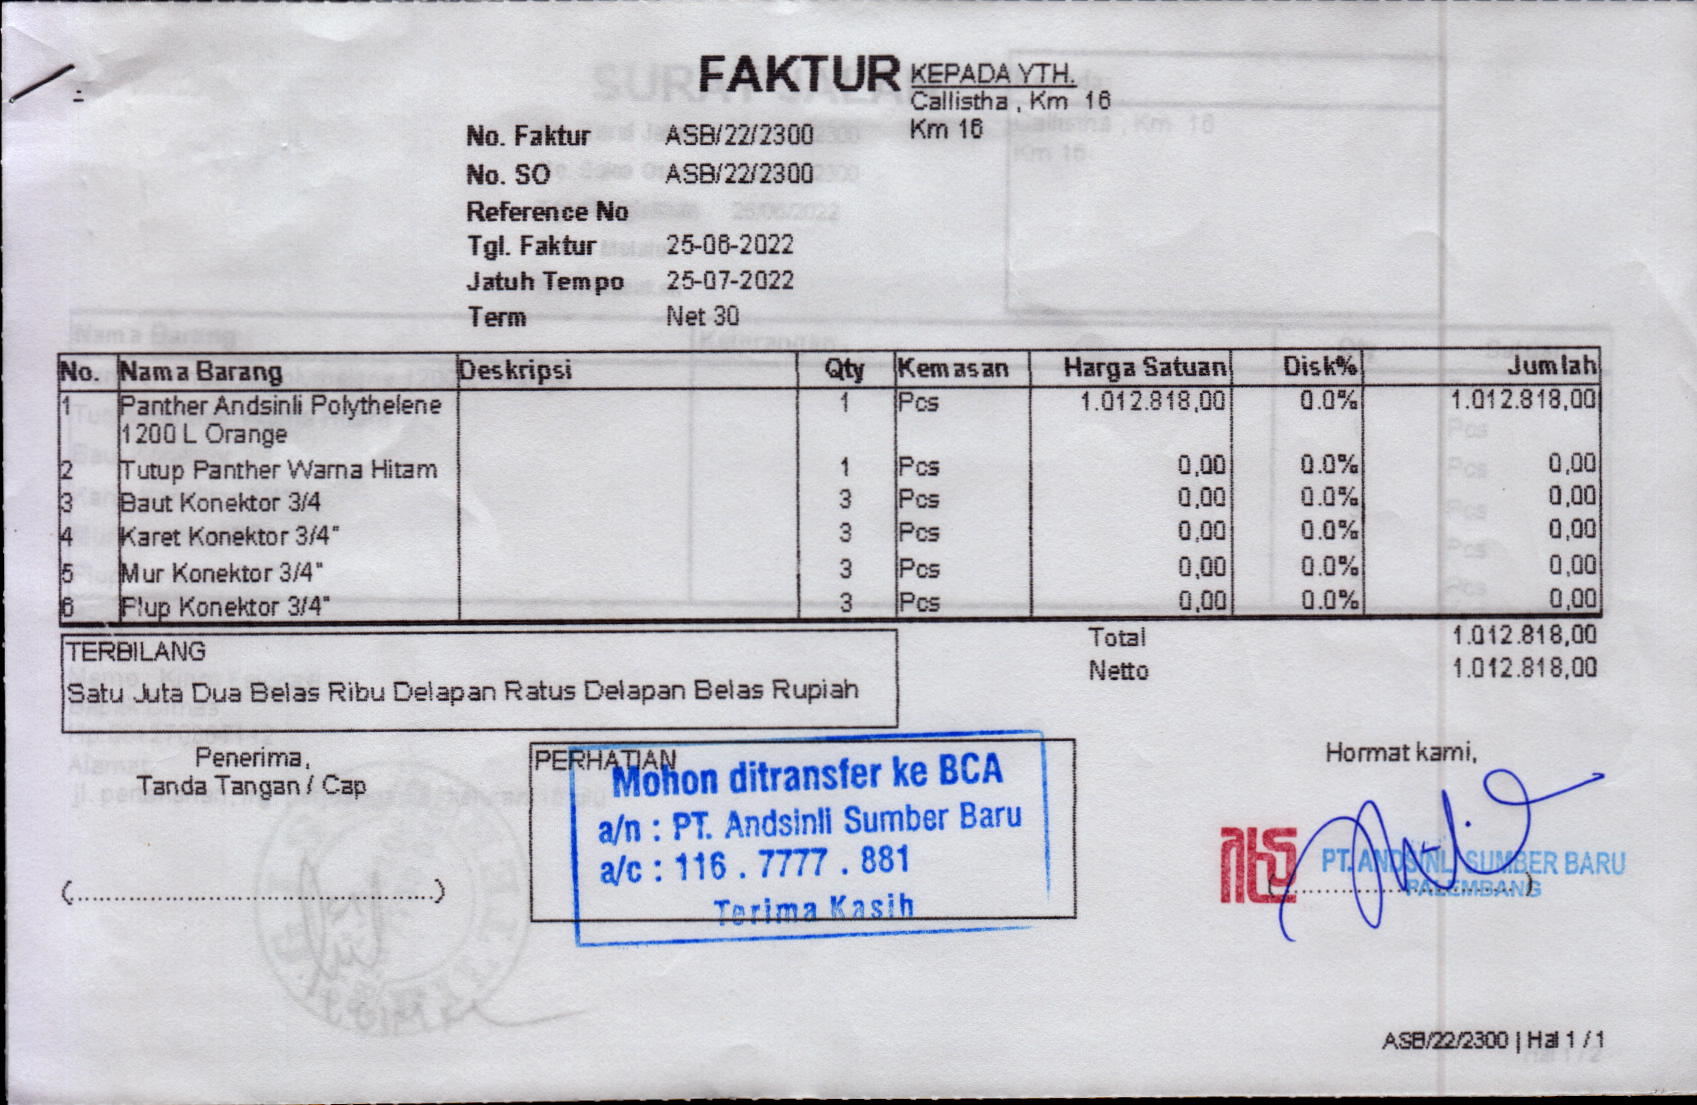 FAKTUR
KEPADA YTH.
Callistha , Km 16
Km 16
No. Faktur ASB/22/2300
No. SO ASB/22/2300
Reference No
Tgl. Faktur 25-06-2022
Jatuh Tempo 25-07-2022
Term Net 30
No. Nama Barang Deskripsi Qty Kemasan Harga Satuan Disk% Jumlah
1 Panther Andsinli Polythelene 1 Pcs 1.012.818,00 0.0% 1.012.818,00
1200 L Orange
2 Tutup Panther Warna Hitam 1 Pcs 0,00 0.0% 0,00
3 Baut Konektor 3/4 3 Pcs 0,00 0.0% 0,00
4 Karet Konektor 3/4" 3 Pcs 0,00 0.0% 0,00
5 Mur Konektor 3/4" 3 Pcs 0,00 0.0% 0,00
6 Plup Konektor 3/4" 3 Pcs 0,00 0.0% 0,00
Total 1.012.818,00
Netto 1.012.818,00
TERBILANG
Satu Juta Dua Belas Ribu Delapan Ratus Delapan Belas Rupiah
Penerima,
Tanda Tangan / Cap
(....................................................)
PERHATIAN
Mohon ditransfer ke BCA
a/n : PT. Andsinli Sumber Baru
a/c : 116 . 7777 . 881
Terima Kasih
Hormat kami,
PT. ANDSINLI SUMBER BARU
PALEMBANG
ASB/22/2300 | Hal 1 / 1